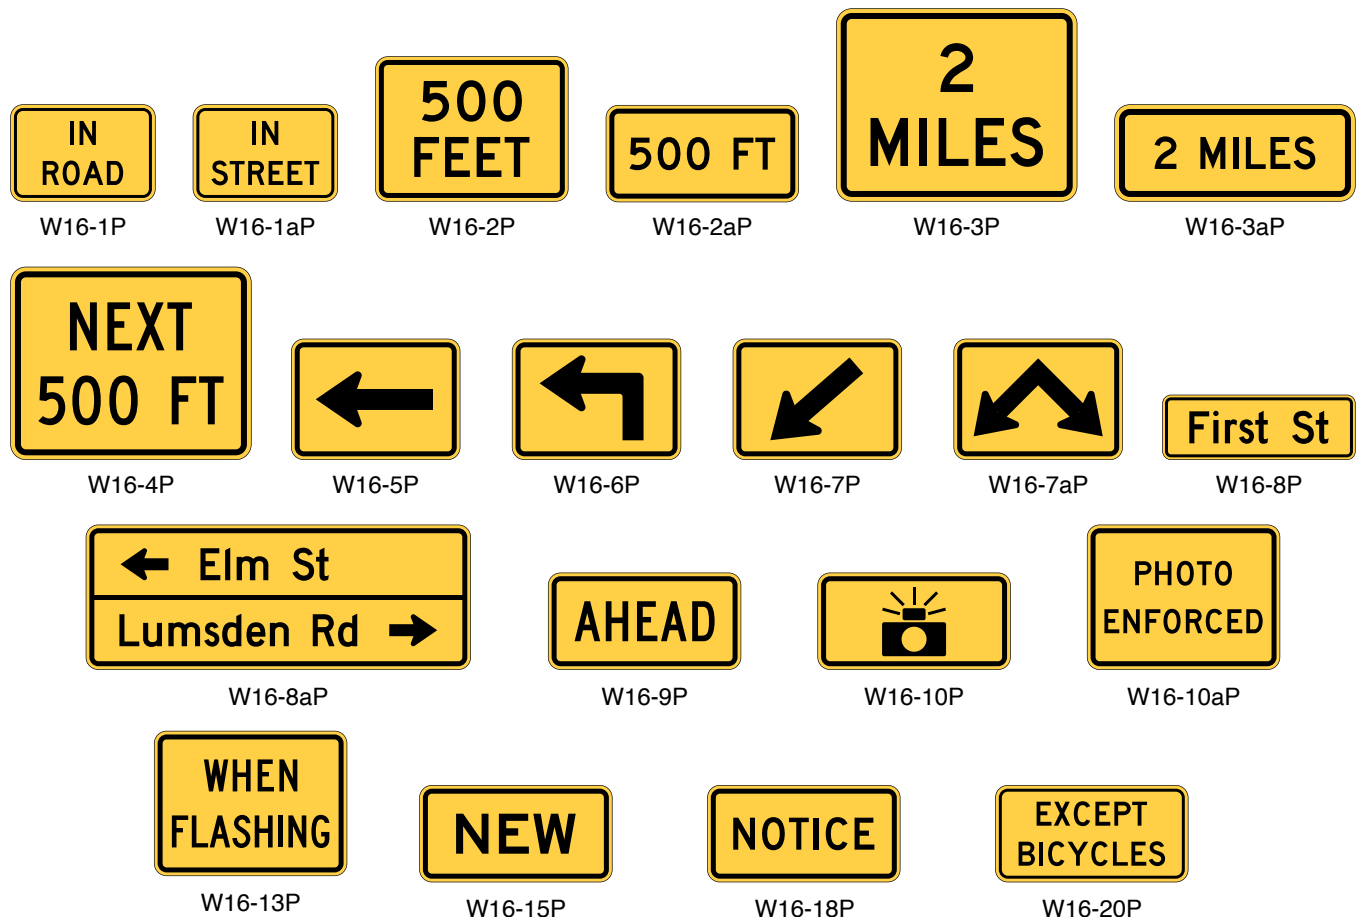 IN
ROAD
W16-1P
IN
STREET
W16-1aP
500
FEET
W16-2P
500 FT
W16-2aP
2
MILES
W16-3P
2 MILES
W16-3aP
NEXT
500 FT
W16-4P
W16-5P
W16-6P
W16-7P
W16-7aP
First St
W16-8P
Elm St
Lumsden Rd
W16-8aP
AHEAD
W16-9P
W16-10P
PHOTO
ENFORCED
W16-10aP
WHEN
FLASHING
W16-13P
NEW
W16-15P
NOTICE
W16-18P
EXCEPT
BICYCLES
W16-20P